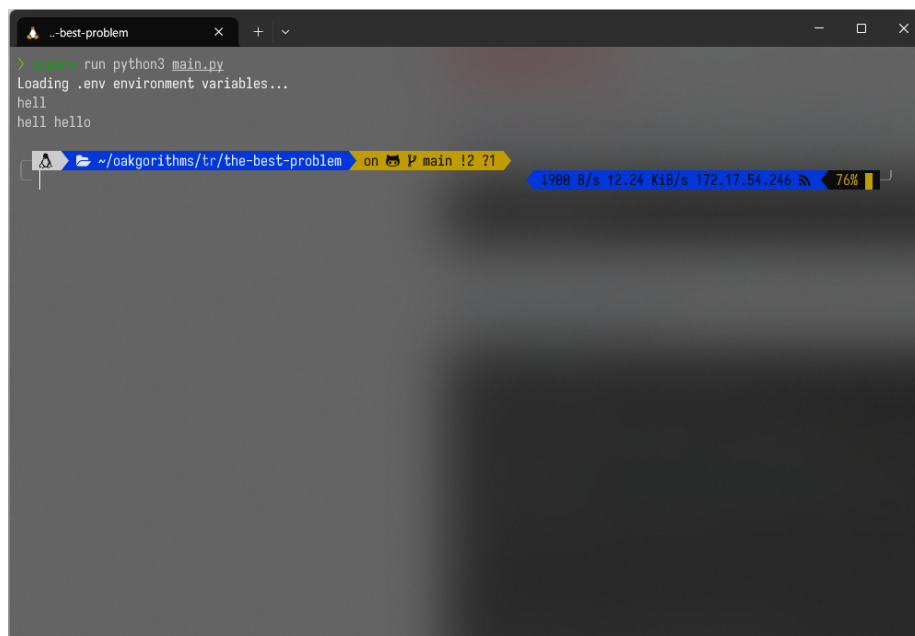 ..-best-problem
run python3 main.py
Loading .env environment variables...
hell
hell hello
~/oakgorithms/tr/the-best-problem on main !2 ?1
↓900 B/s ↑2.24 KiB/s 172.17.54.246 76%